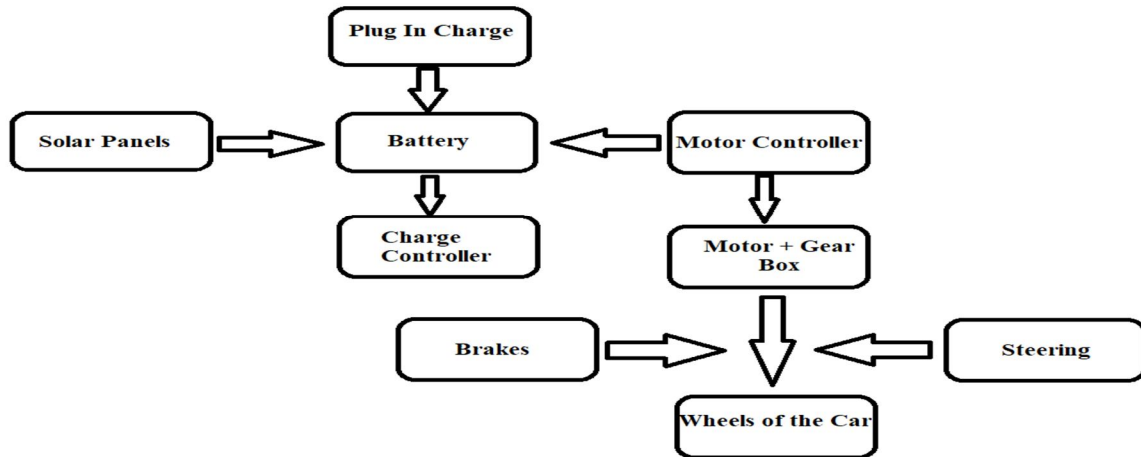 Plug In Charge
Solar Panels
Battery
Motor Controller
Charge
Controller
Motor + Gear
Box
Brakes
Steering
Wheels of the Car